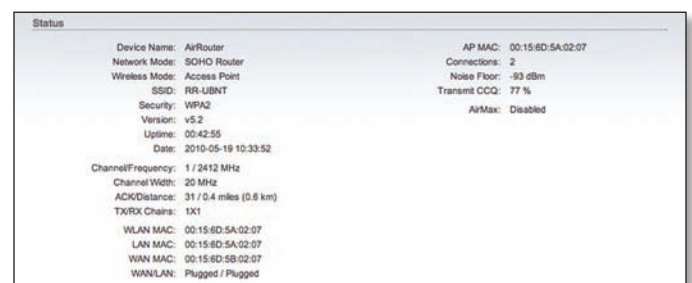 Status
Device Name: AirRouter
Network Mode: SOHO Router
Wireless Mode: Access Point
SSID: RR-UBNT
Security: WPA2
Version: v5.2
Uptime: 00:42:55
Date: 2010-05-19 10:33:52
Channel/Frequency: 1 / 2412 MHz
Channel Width: 20 MHz
ACK/Distance: 31 / 0.4 miles (0.6 km)
TX/RX Chains: 1X1
WLAN MAC: 00:15:6D:5A:02:07
LAN MAC: 00:15:6D:5A:02:07
WAN MAC: 00:15:6D:5B:02:07
WAN/LAN: Plugged / Plugged
AP MAC: 00:15:6D:5A:02:07
Connections: 2
Noise Floor: -93 dBm
Transmit CCQ: 77 %
AirMax: Disabled